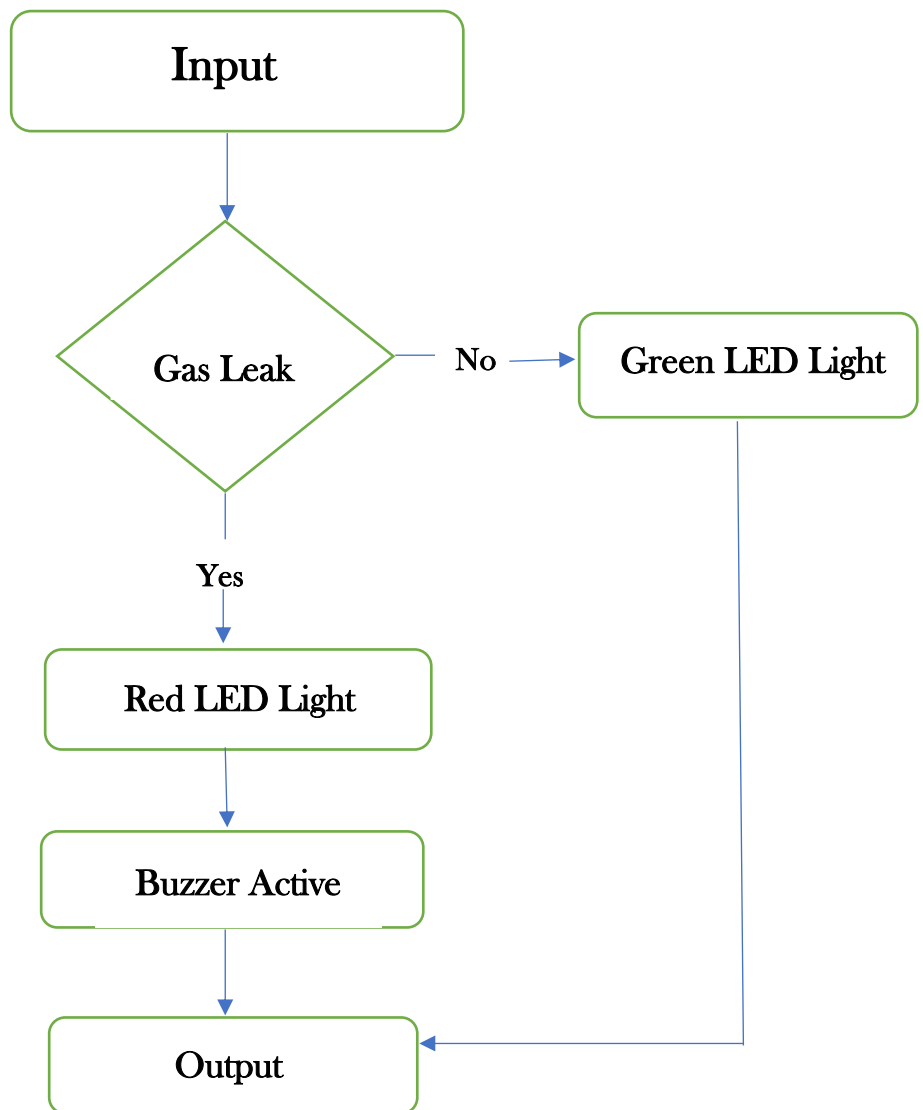 Input
Gas Leak
No
Green LED Light
Yes
Red LED Light
Buzzer Active
Output